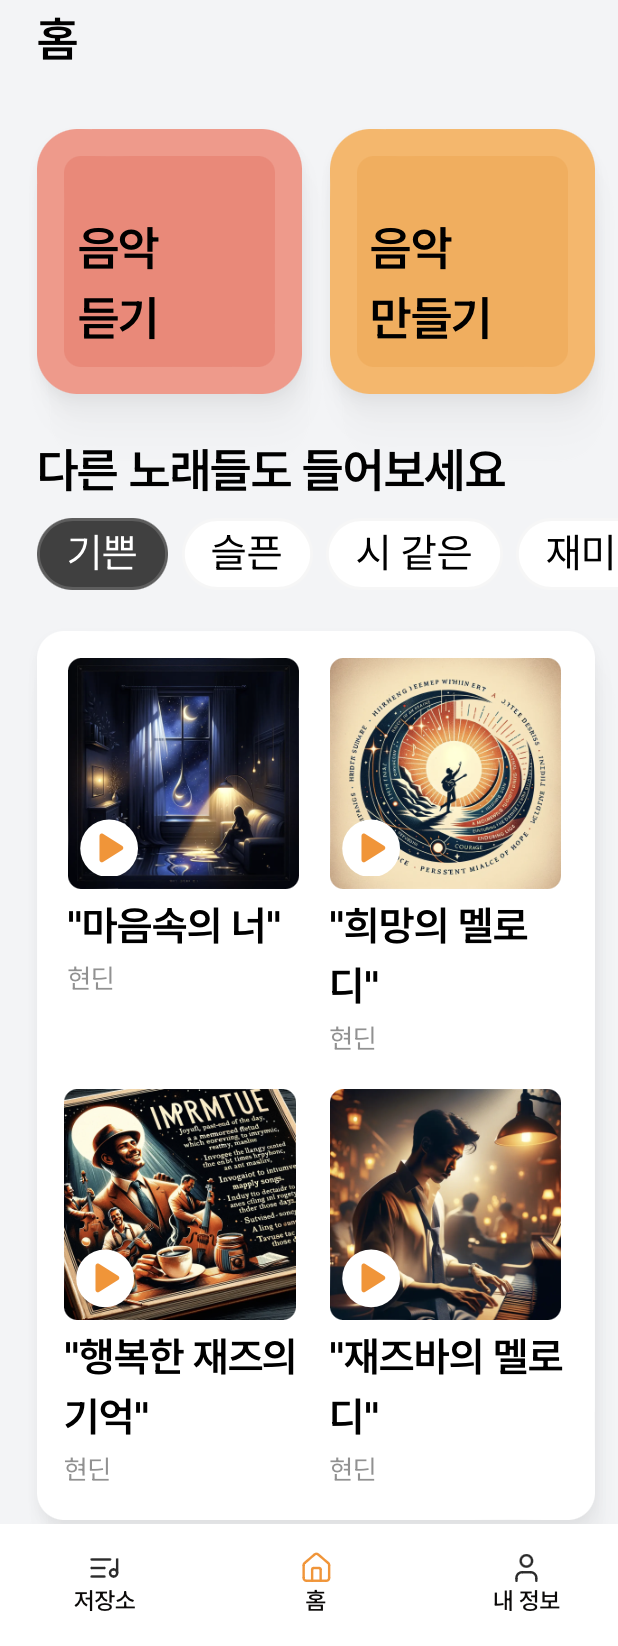 홈
음악
듣기
음악
만들기
다른 노래들도 들어보세요
기쁜
슬픈
시 같은
재미
"마음속의 너"
현딘
"희망의 멜로
디"
현딘
IMPRMTUE
"행복한 재즈의
기억"
현딘
"재즈바의 멜로
디"
현딘
저장소
홈
내 정보